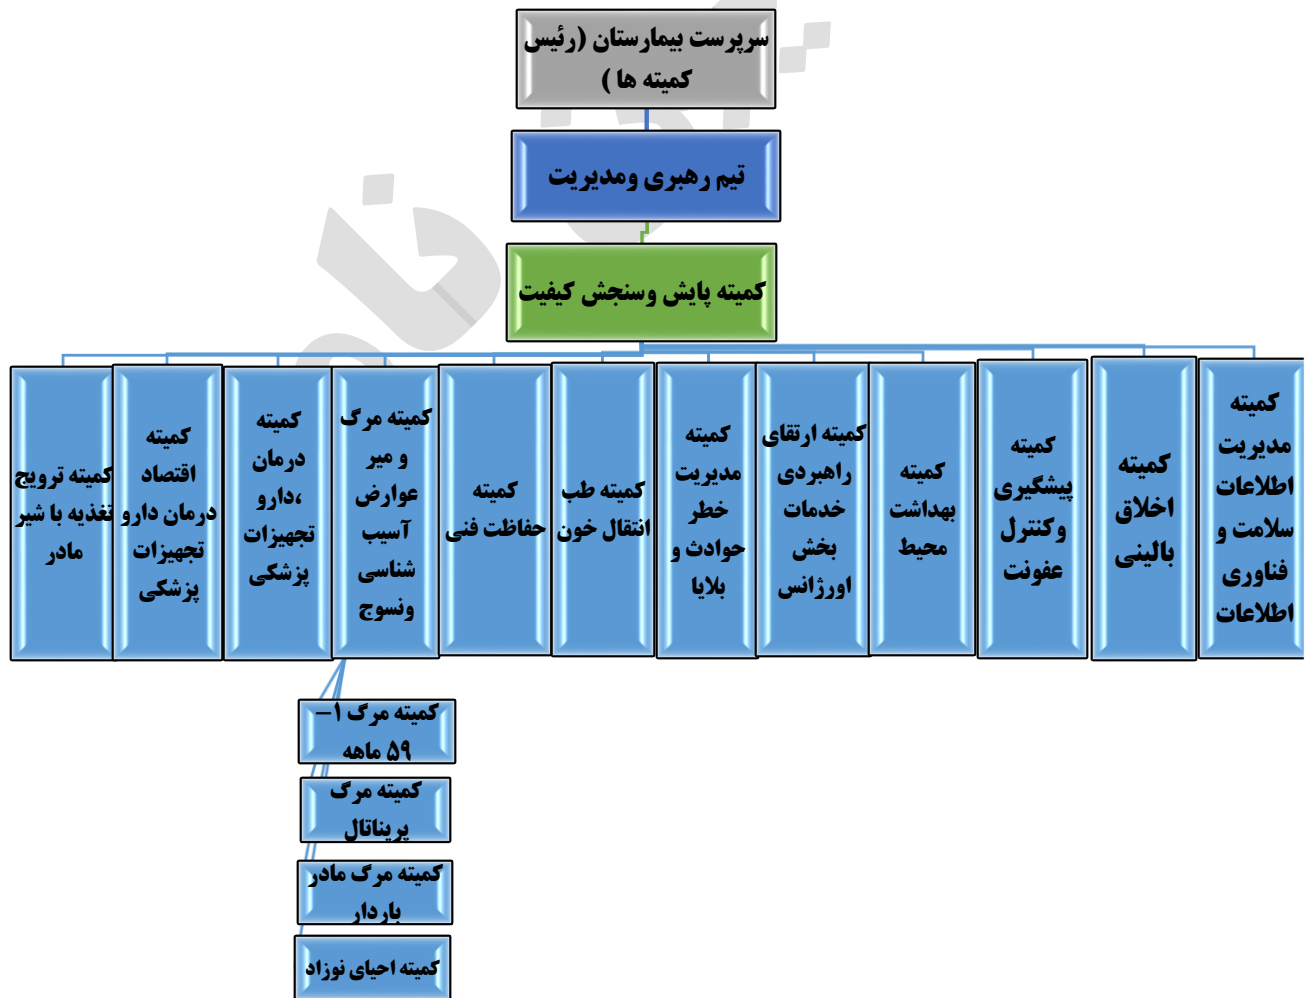 سرپرست بیمارستان (رئیس
کمیته ها )
تیم رهبری ومدیریت
کمیته پایش وسنجش کیفیت
کمیته
مدیریت
اطلاعات
سلامت و
فناوری
اطلاعات
کمیته
اخلاق
بالینی
کمیته
پیشگیری
وکنترل
عفونت
کمیته
بهداشت
محیط
کمیته ارتقای
راهبردی
خدمات
بخش
اورژانس
کمیته
مدیریت
خطر
حوادث و
بلایا
کمیته طب
انتقال خون
کمیته
حفاظت فنی
کمیته مرگ
و میر
عوارض
آسیب
شناسی
ونسوج
کمیته
درمان
،دارو
تجهیزات
پزشکی
کمیته
اقتصاد
درمان دارو
تجهیزات
پزشکی
کمیته ترویج
تغذیه با شیر
مادر
کمیته مرگ ۱-
۵۹ ماهه
کمیته مرگ
پریناتال
کمیته مرگ مادر
باردار
کمیته احیای نوزاد